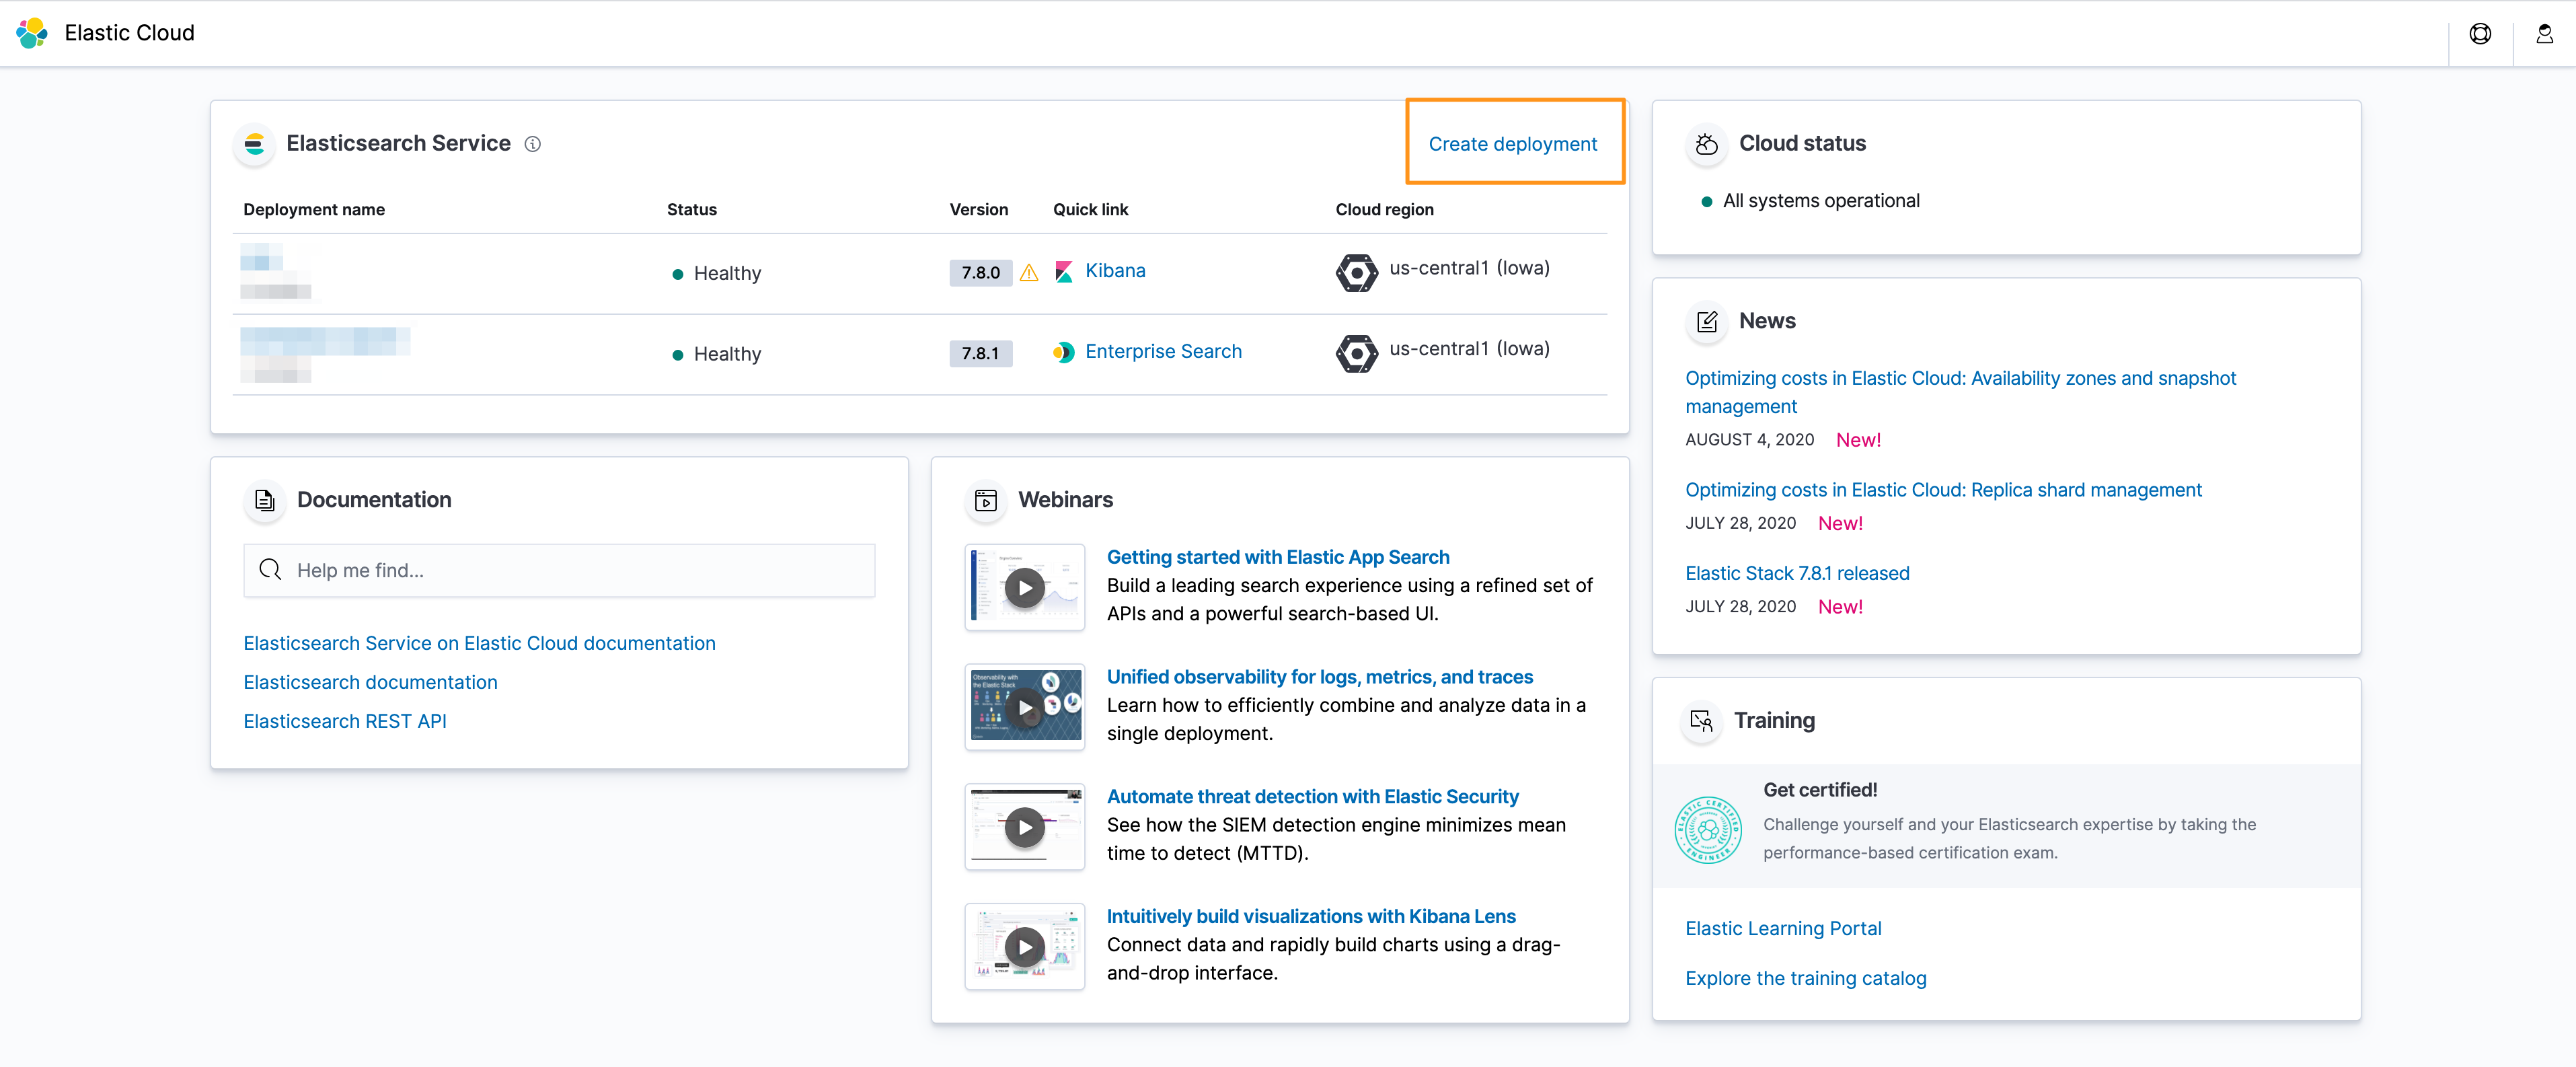 Elastic Cloud
Elasticsearch Service
Create deployment
Deployment name Status Version Quick link Cloud region
Healthy 7.8.0 Kibana us-central1 (Iowa)
Healthy 7.8.1 Enterprise Search us-central1 (Iowa)
Documentation
Help me find...
Elasticsearch Service on Elastic Cloud documentation
Elasticsearch documentation
Elasticsearch REST API
Webinars
Getting started with Elastic App Search
Build a leading search experience using a refined set of
APIs and a powerful search-based UI.
Observability with
the Elastic Stack
Unified observability for logs, metrics, and traces
Learn how to efficiently combine and analyze data in a
single deployment.
Automate threat detection with Elastic Security
See how the SIEM detection engine minimizes mean
time to detect (MTTD).
Intuitively build visualizations with Kibana Lens
Connect data and rapidly build charts using a drag-
and-drop interface.
Cloud status
All systems operational
News
Optimizing costs in Elastic Cloud: Availability zones and snapshot
management
AUGUST 4, 2020 New!
Optimizing costs in Elastic Cloud: Replica shard management
JULY 28, 2020 New!
Elastic Stack 7.8.1 released
JULY 28, 2020 New!
Training
ELASTIC CERTIFIED
ENGINEER
Get certified!
Challenge yourself and your Elasticsearch expertise by taking the
performance-based certification exam.
Elastic Learning Portal
Explore the training catalog